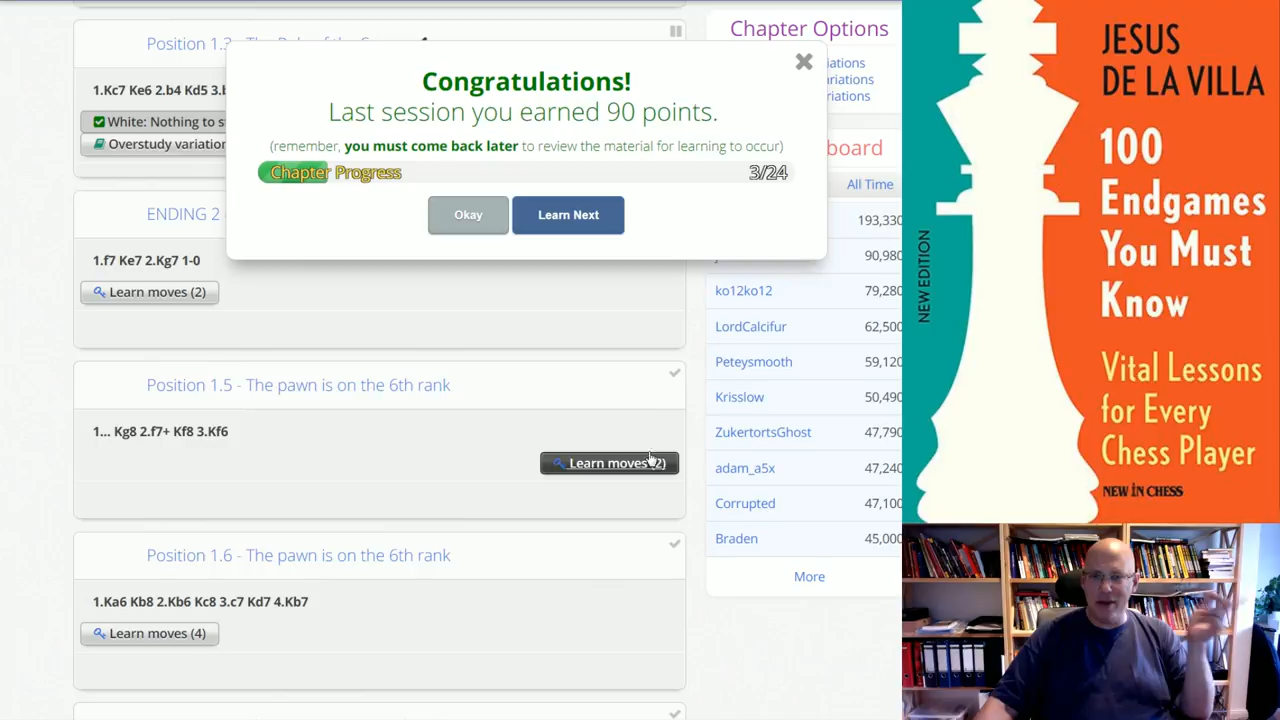 Position 1.3
Chapter Options
1.Kc7 Ke6 2.b4 Kd5 3.b
White: Nothing to s
Overstudy variation
Congratulations!
Last session you earned 90 points.
(remember, you must come back later to review the material for learning to occur)
Chapter Progress
3/24
Okay
Learn Next
iations
ariations
riations
board
All Time
193,330
90,980
ko12ko12 79,280
LordCalcifur 62,500
Peteysmooth 59,120
Krisslow 50,490
ZukertortsGhost 47,790
adam_a5x 47,240
Corrupted 47,100
Braden 45,000
More
ENDING 2
1.f7 Ke7 2.Kg7 1-0
Learn moves (2)
Position 1.5 - The pawn is on the 6th rank
1... Kg8 2.f7+ Kf8 3.Kf6
Learn moves (2)
Position 1.6 - The pawn is on the 6th rank
1.Ka6 Kb8 2.Kb6 Kc8 3.c7 Kd7 4.Kb7
Learn moves (4)
JESUS
DE LA VILLA
100
Endgames
You Must
Know
NEW EDITION
Vital Lessons
for Every
Chess Player
NEW IN CHESS